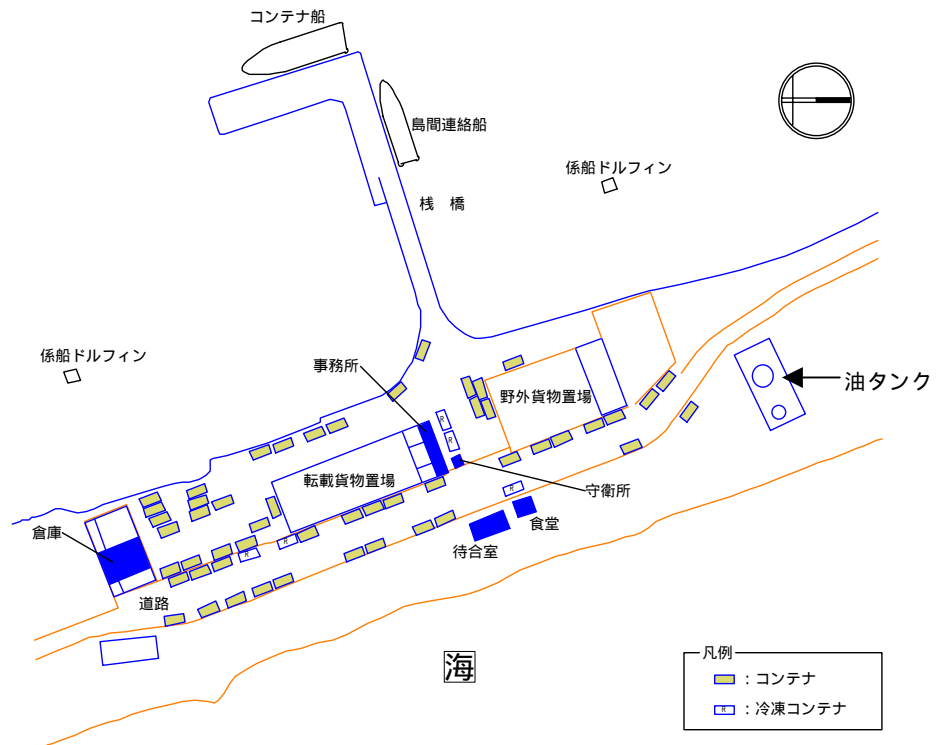 コンテナ船
島間連絡船
係船ドルフィン
桟 橋
係船ドルフィン
事務所
油タンク
野外貨物置場
R
R
転載貨物置場
守衛所
R
食堂
待合室
倉庫
R
R
道路
海
凡例
：コンテナ
R ：冷凍コンテナ